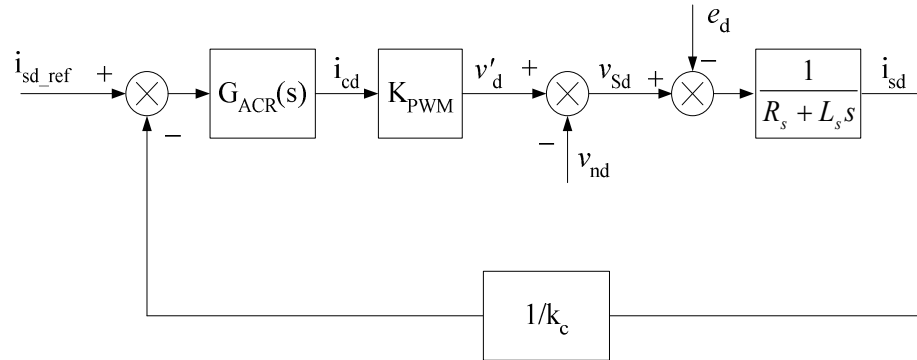 e_d
i_sd_ref + − G_ACR(s) i_cd K_PWM v′_d + − v_Sd + − 1/(R_s + L_s s) i_sd
v_nd
1/k_c